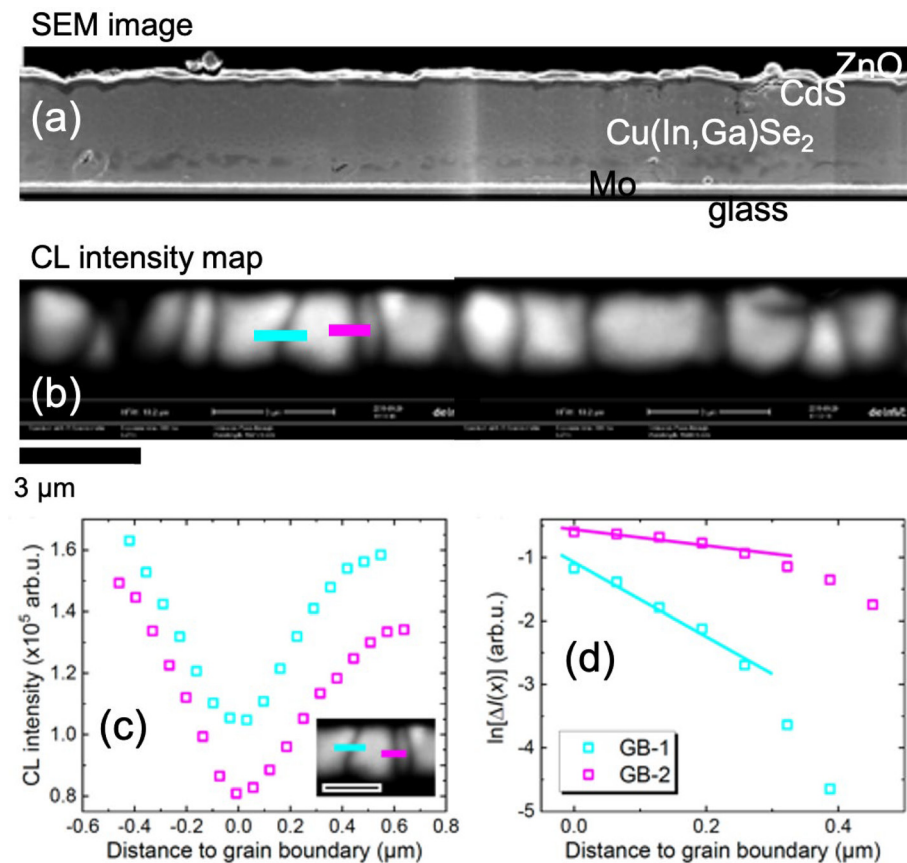 SEM image
(a)
ZnO
CdS
Cu(In,Ga)Se₂
Mo
glass
CL intensity map
(b)
3 µm
CL intensity (x10⁵ arb.u.)
1.6
1.4
1.2
1.0
0.8
(c)
-0.6 -0.4 -0.2 0.0 0.2 0.4 0.6 0.8
Distance to grain boundary (µm)
ln[ΔI(x)] (arb.u.)
-1
-2
-3
-4
-5
(d)
GB-1
GB-2
0.0 0.2 0.4
Distance to grain boundary (µm)